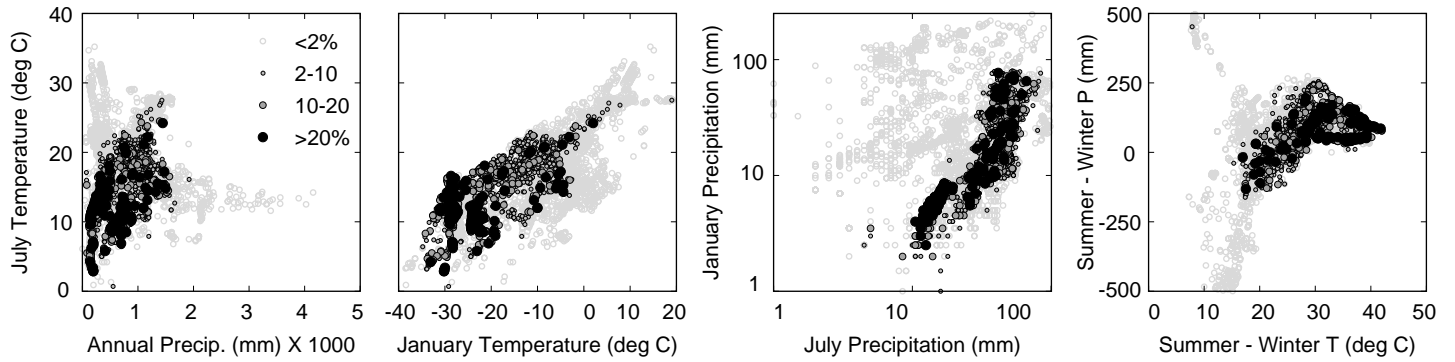 July Temperature (deg C)
40
30
20
10
0
<2%
2-10
10-20
>20%
0 1 2 3 4 5
Annual Precip. (mm) X 1000
-40 -30 -20 -10 0 10 20
January Temperature (deg C)
January Precipitation (mm)
100
10
1
1 10 100
July Precipitation (mm)
Summer - Winter P (mm)
500
250
0
-250
-500
0 10 20 30 40 50
Summer - Winter T (deg C)